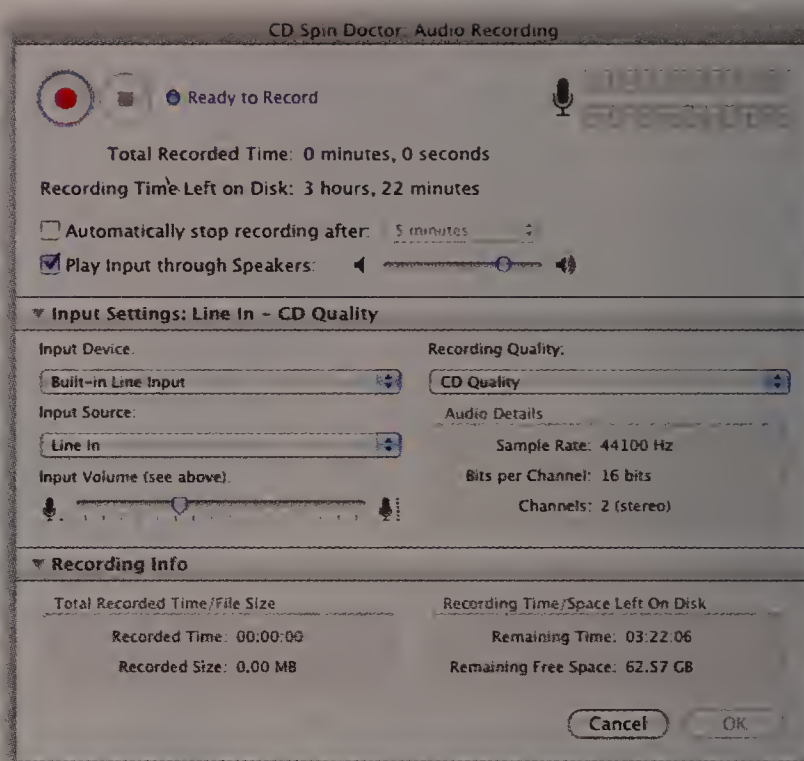 CD Spin Doctor: Audio Recording
Ready to Record
Total Recorded Time: 0 minutes, 0 seconds
Recording Time Left on Disk: 3 hours, 22 minutes
Automatically stop recording after: 5 minutes
Play Input through Speakers:
Input Settings: Line In – CD Quality
Input Device:
Built-in Line Input
Input Source:
Line In
Input Volume (see above):
Recording Quality:
CD Quality
Audio Details
Sample Rate: 44100 Hz
Bits per Channel: 16 bits
Channels: 2 (stereo)
Recording Info
Total Recorded Time/File Size
Recorded Time: 00:00:00
Recorded Size: 0.00 MB
Recording Time/Space Left On Disk
Remaining Time: 03:22:06
Remaining Free Space: 62.57 GB
Cancel
OK